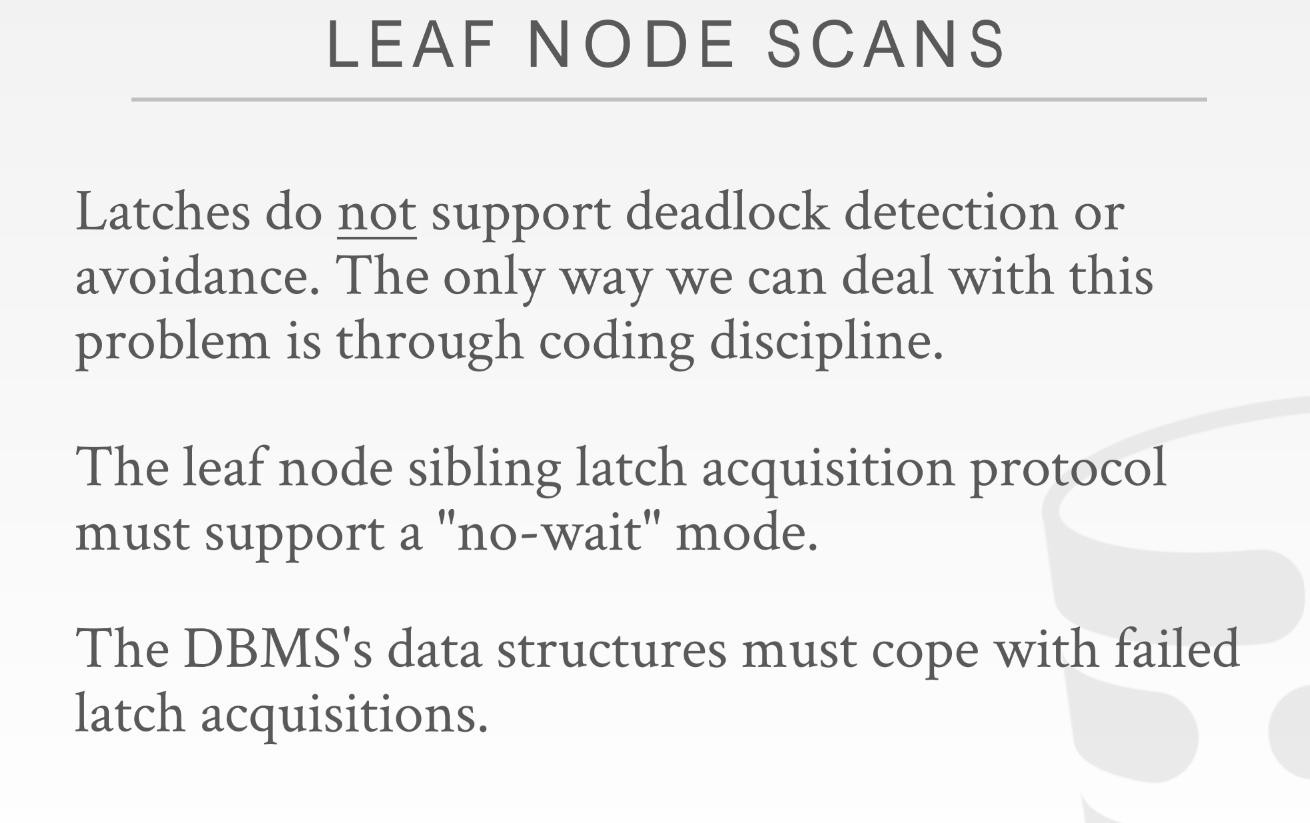 LEAF NODE SCANS
Latches do not support deadlock detection or
avoidance. The only way we can deal with this
problem is through coding discipline.
The leaf node sibling latch acquisition protocol
must support a "no-wait" mode.
The DBMS's data structures must cope with failed
latch acquisitions.